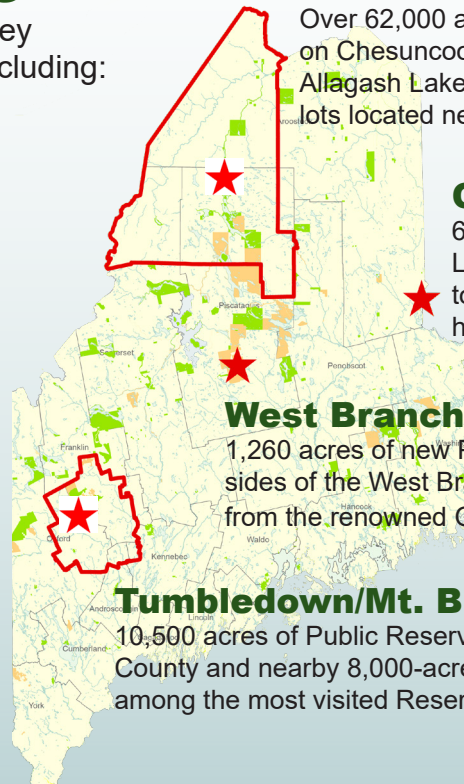 ey
cluding:
Over 62,000 a
on Chesuncoo
Allagash Lake
lots located ne
6
L
to
h
Piscataquis
Somerset
Penobscot
West Branch
1,260 acres of new F
sides of the West Br
from the renowned
Franklin
Hancock
Oxford
Waldo
Kennebec
Tumbledown/Mt. B
Androscoggin
Lincoln
10,500 acres of Public Reserv
Cumberland
County and nearby 8,000-acre
among the most visited Reser
York